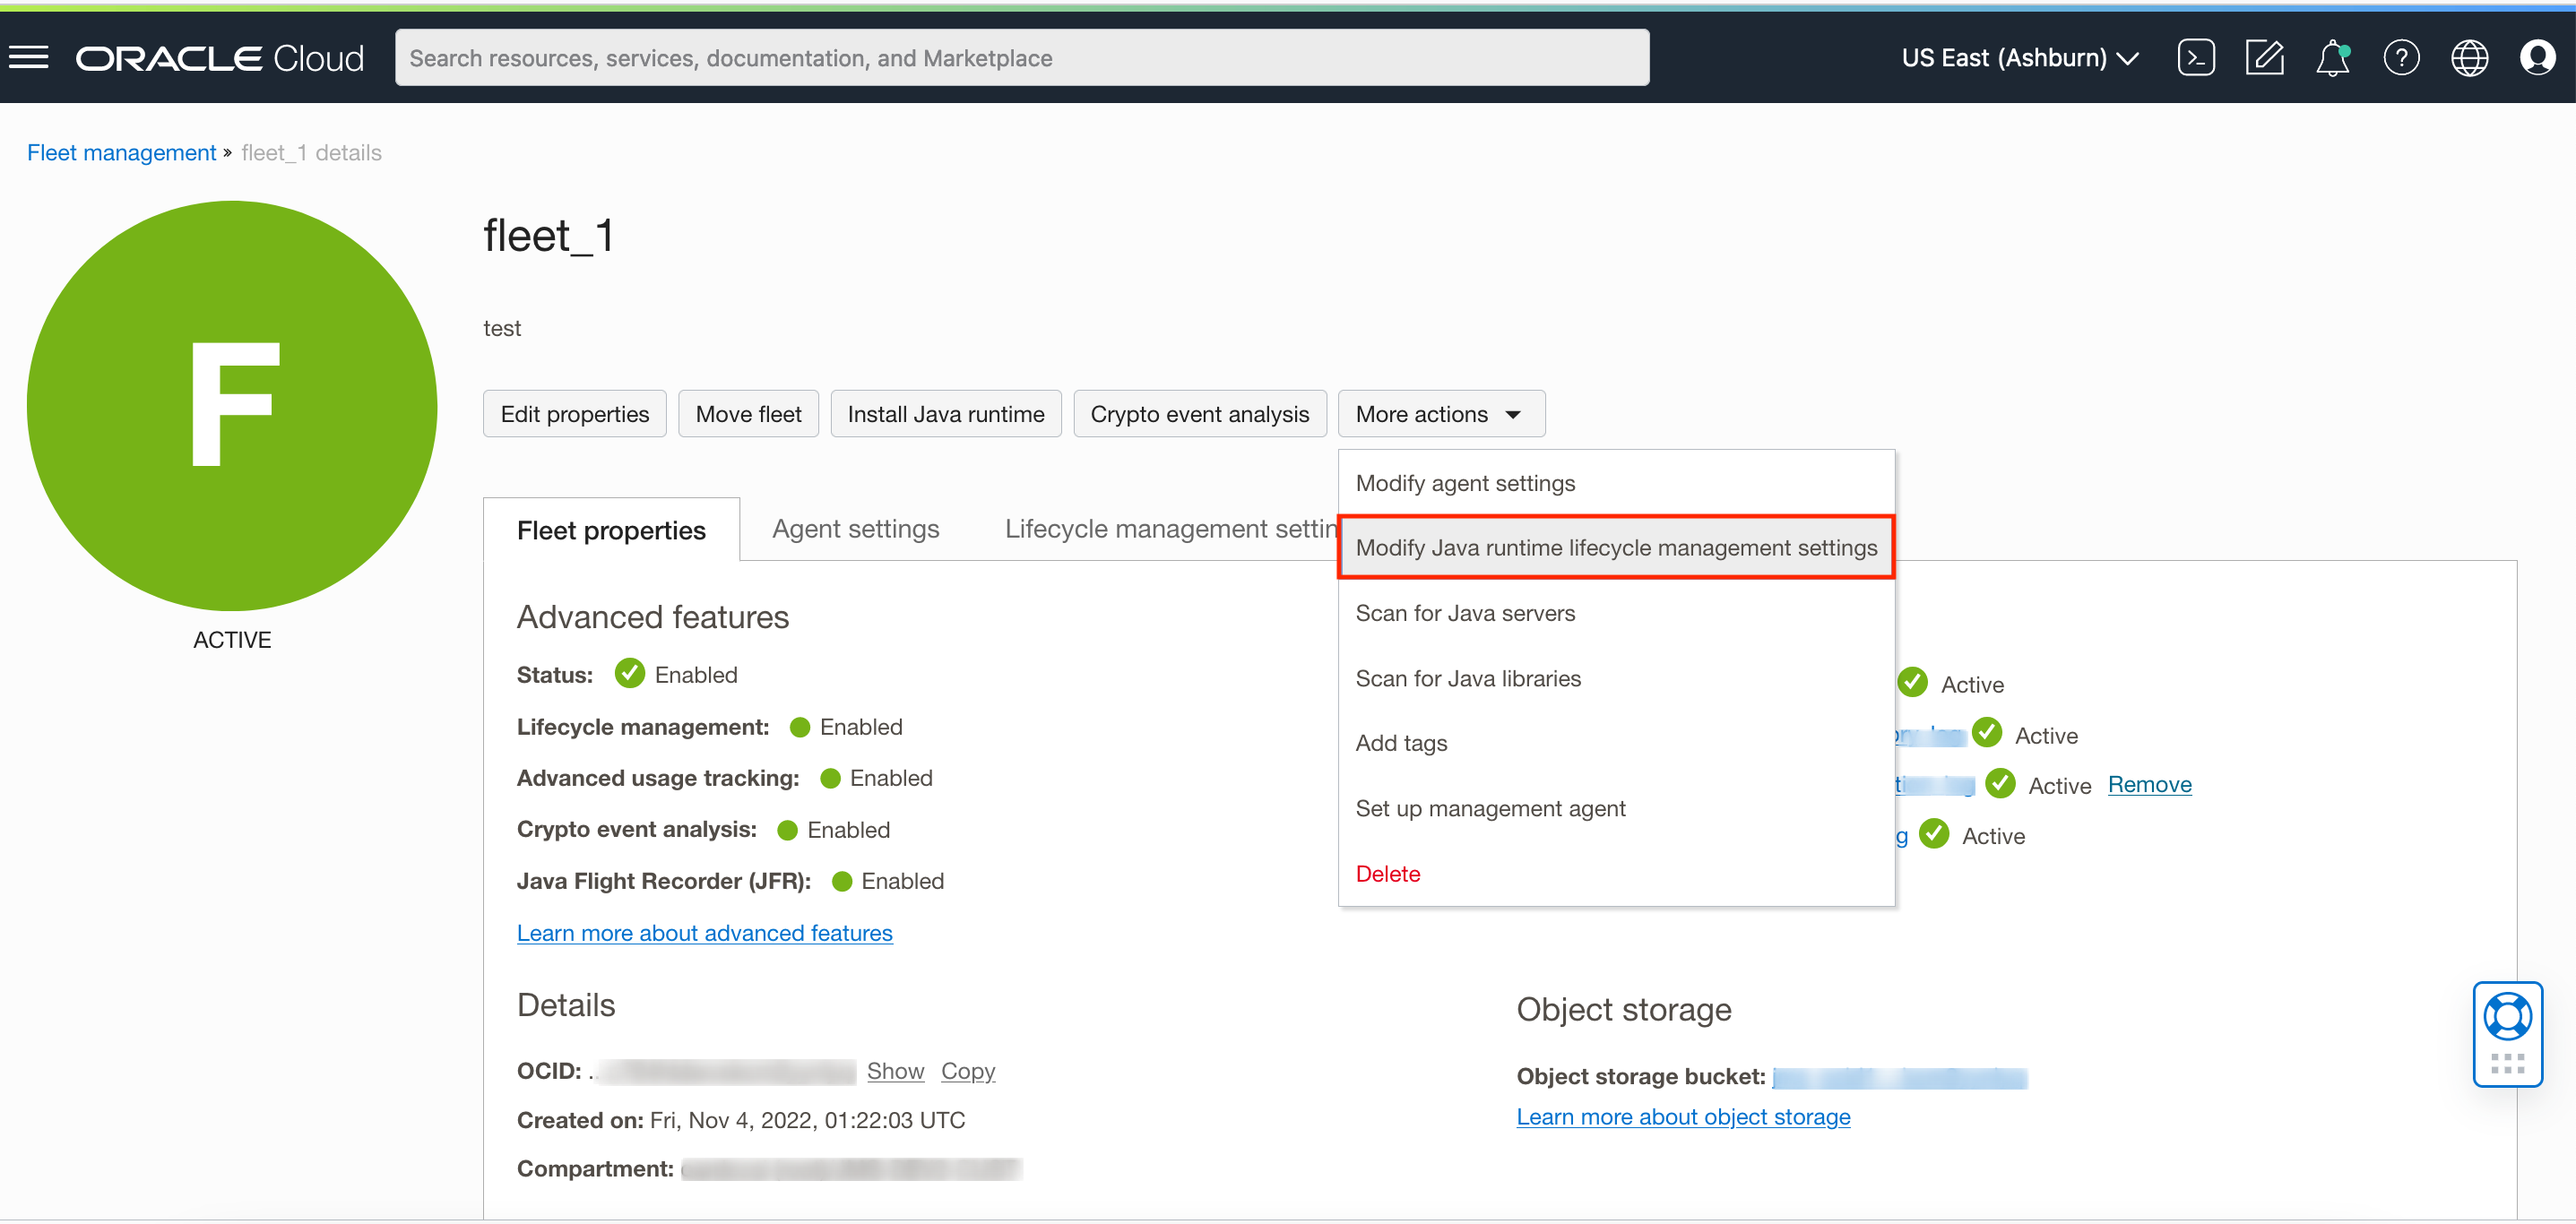 ORACLE Cloud
Search resources, services, documentation, and Marketplace
US East (Ashburn)
Fleet management » fleet_1 details
F
ACTIVE
fleet_1
test
Edit properties
Move fleet
Install Java runtime
Crypto event analysis
More actions
Modify agent settings
Modify Java runtime lifecycle management settings
Scan for Java servers
Scan for Java libraries
Add tags
Set up management agent
Delete
Fleet properties
Agent settings
Lifecycle management settin
Advanced features
Status: Enabled
Lifecycle management: Enabled
Advanced usage tracking: Enabled
Crypto event analysis: Enabled
Java Flight Recorder (JFR): Enabled
Learn more about advanced features
Active
Active
Active Remove
g Active
Details
OCID: Show Copy
Created on: Fri, Nov 4, 2022, 01:22:03 UTC
Compartment:
Object storage
Object storage bucket:
Learn more about object storage